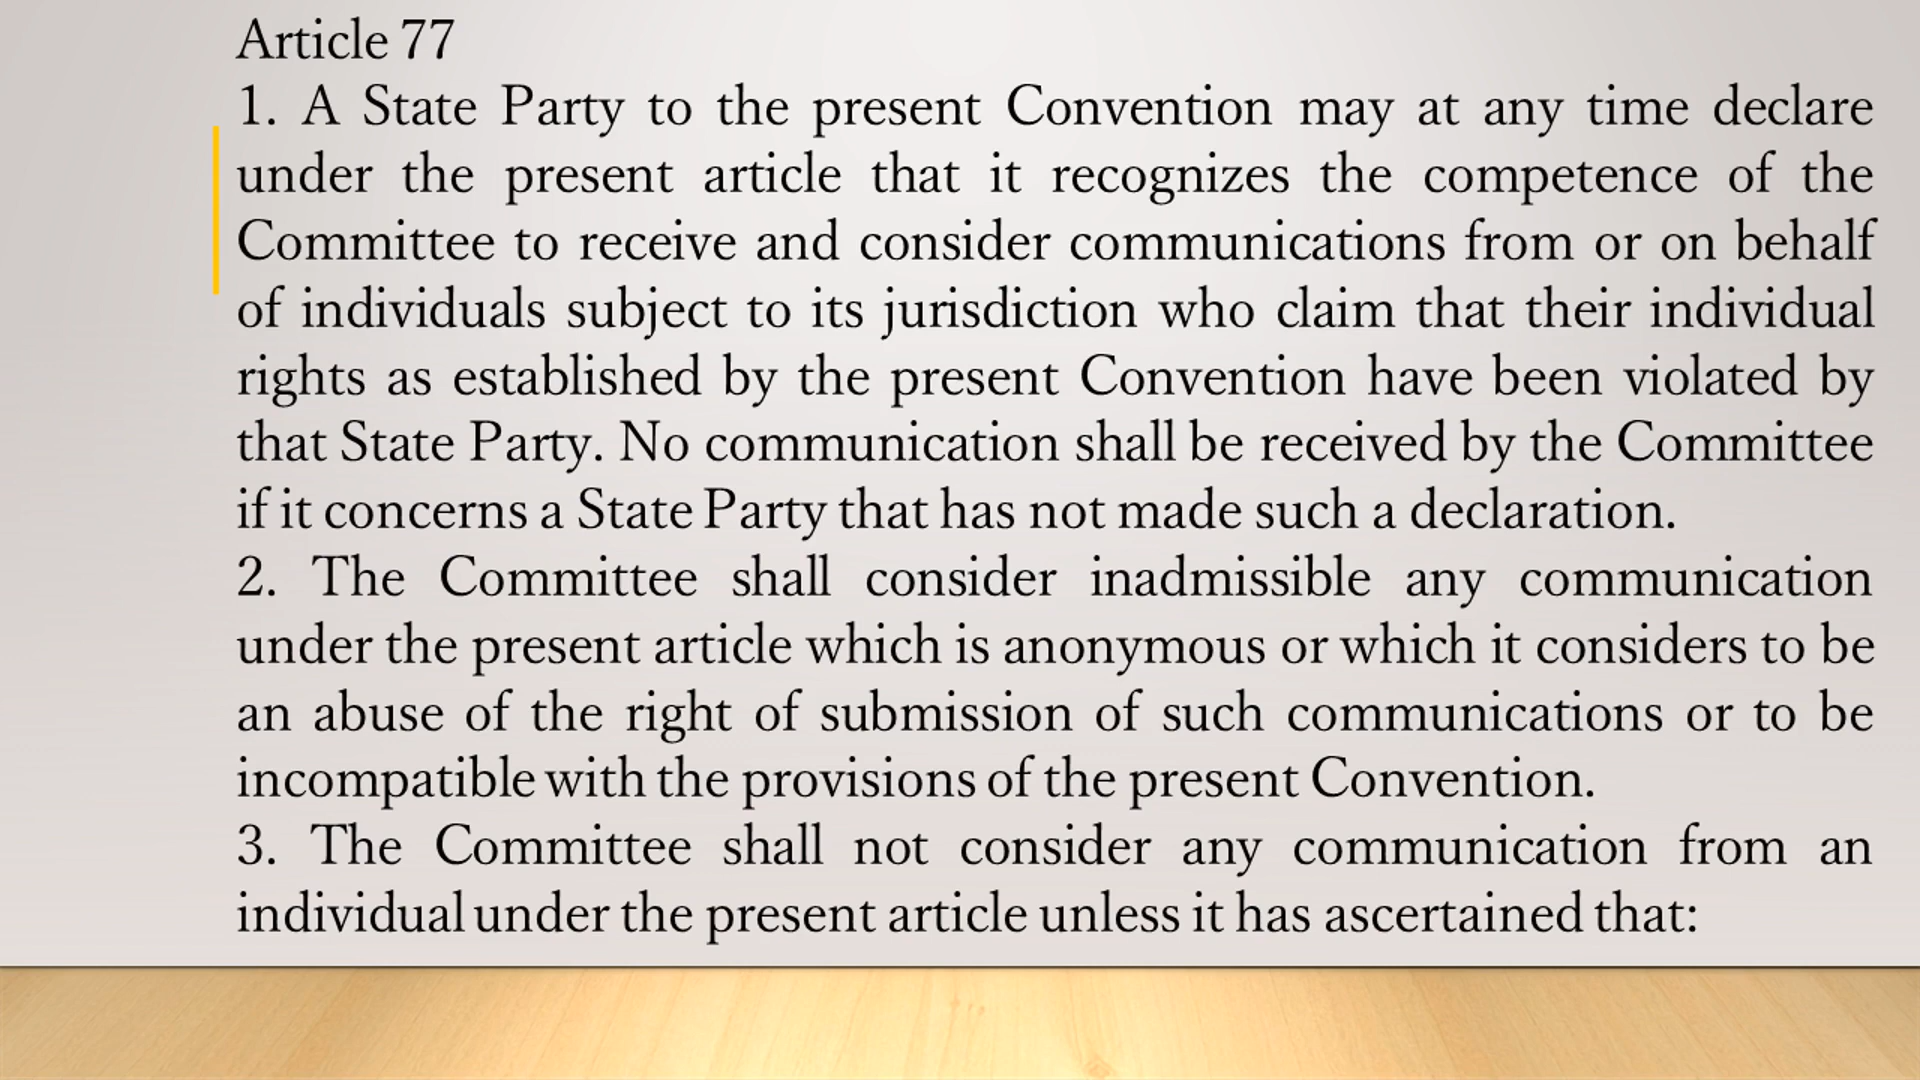 Article 77
1. A State Party to the present Convention may at any time declare
under the present article that it recognizes the competence of the
Committee to receive and consider communications from or on behalf
of individuals subject to its jurisdiction who claim that their individual
rights as established by the present Convention have been violated by
that State Party. No communication shall be received by the Committee
if it concerns a State Party that has not made such a declaration.
2. The Committee shall consider inadmissible any communication
under the present article which is anonymous or which it considers to be
an abuse of the right of submission of such communications or to be
incompatible with the provisions of the present Convention.
3. The Committee shall not consider any communication from an
individual under the present article unless it has ascertained that: